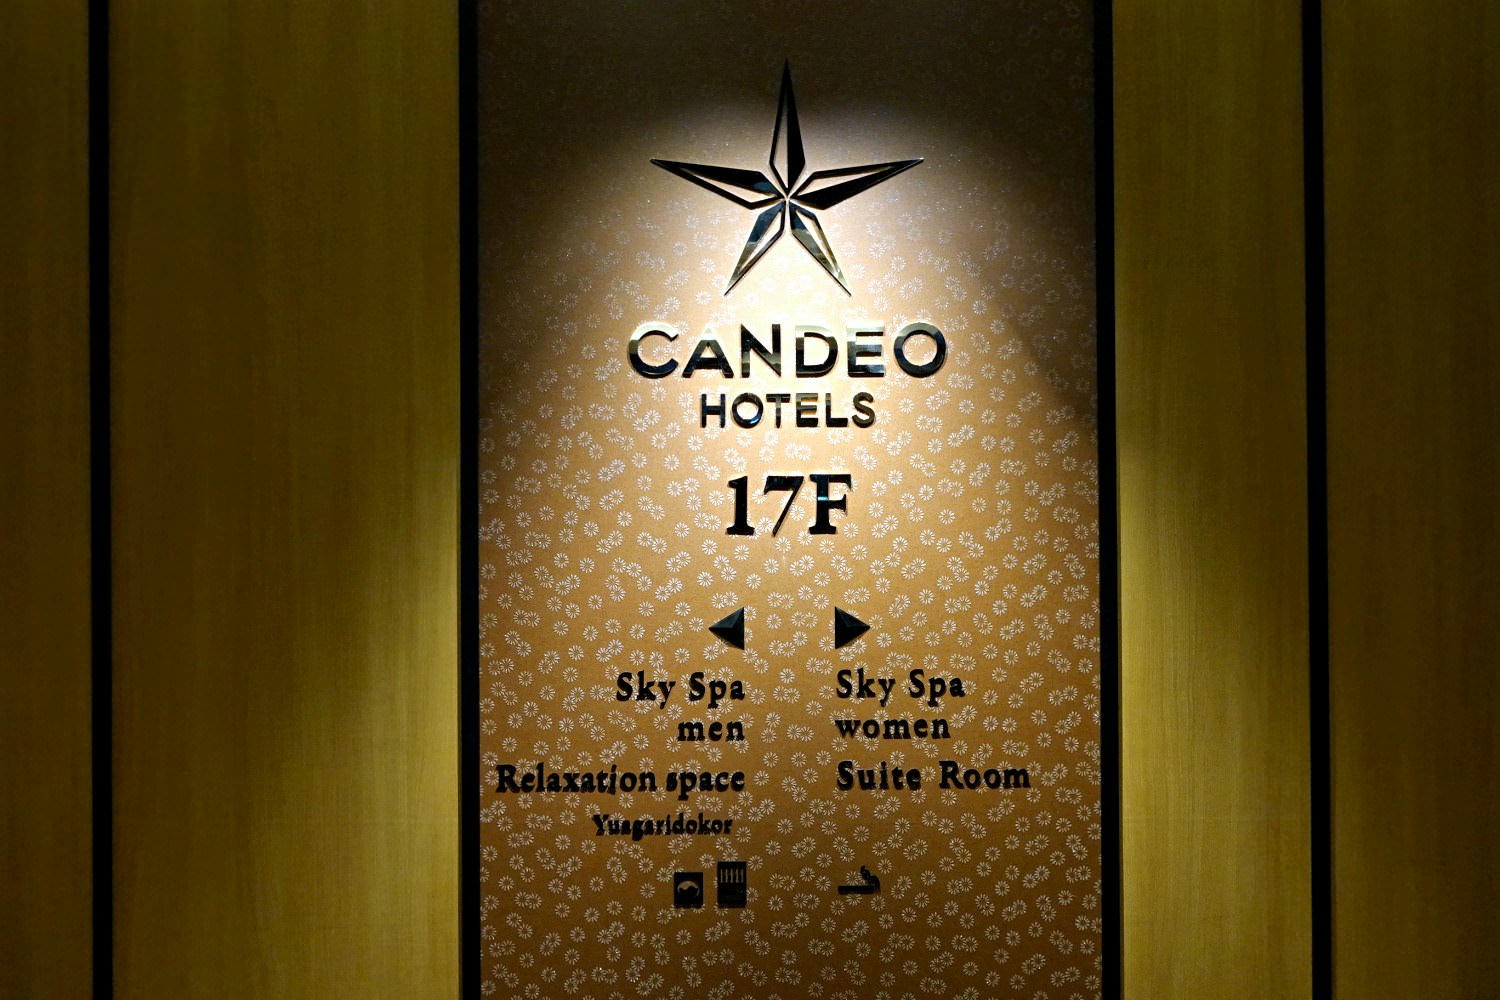 CANDEO
HOTELS
17F
Sky Spa
men
Relaxation space
Yuagaridokor
Sky Spa
women
Suite Room